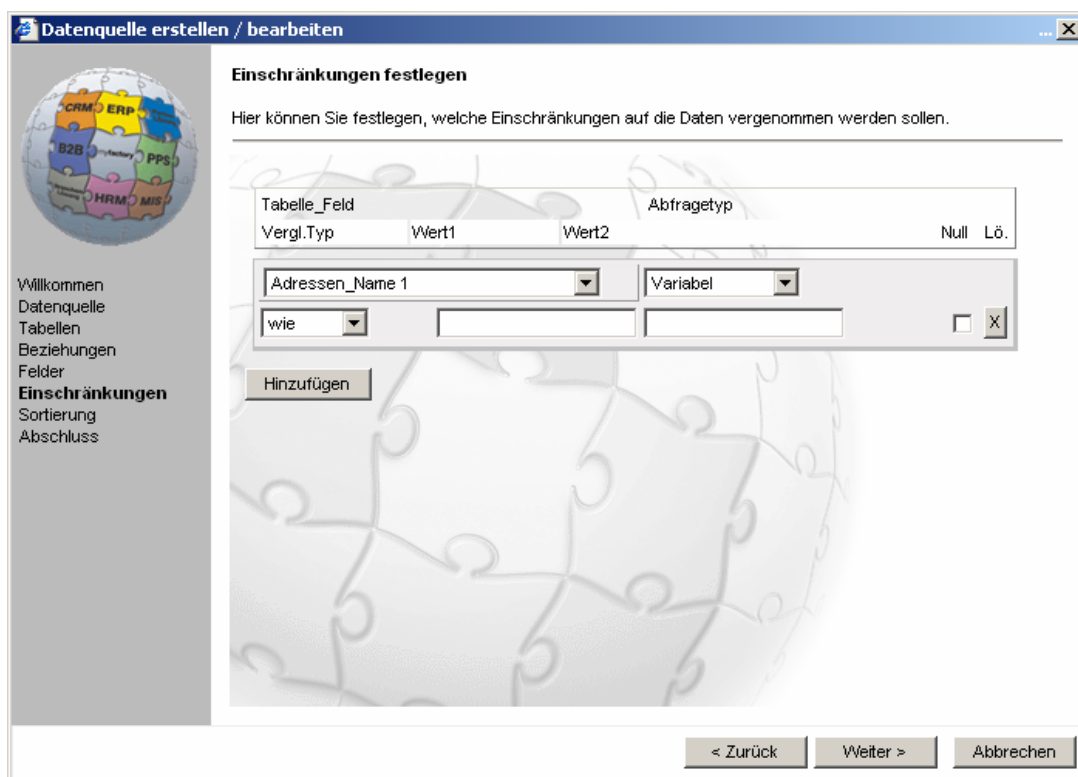 Datenquelle erstellen / bearbeiten ... X
CRM ERP
B2B myfactory PPS
HRM MIS
Willkommen
Datenquelle
Tabellen
Beziehungen
Felder
Einschränkungen
Sortierung
Abschluss
Einschränkungen festlegen
Hier können Sie festlegen, welche Einschränkungen auf die Daten vergenommen werden sollen.
Tabelle_Feld Abfragetyp
Vergl.Typ Wert1 Wert2 Null Lö.
Adressen_Name 1 Variabel
wie X
Hinzufügen
< Zurück Weiter > Abbrechen